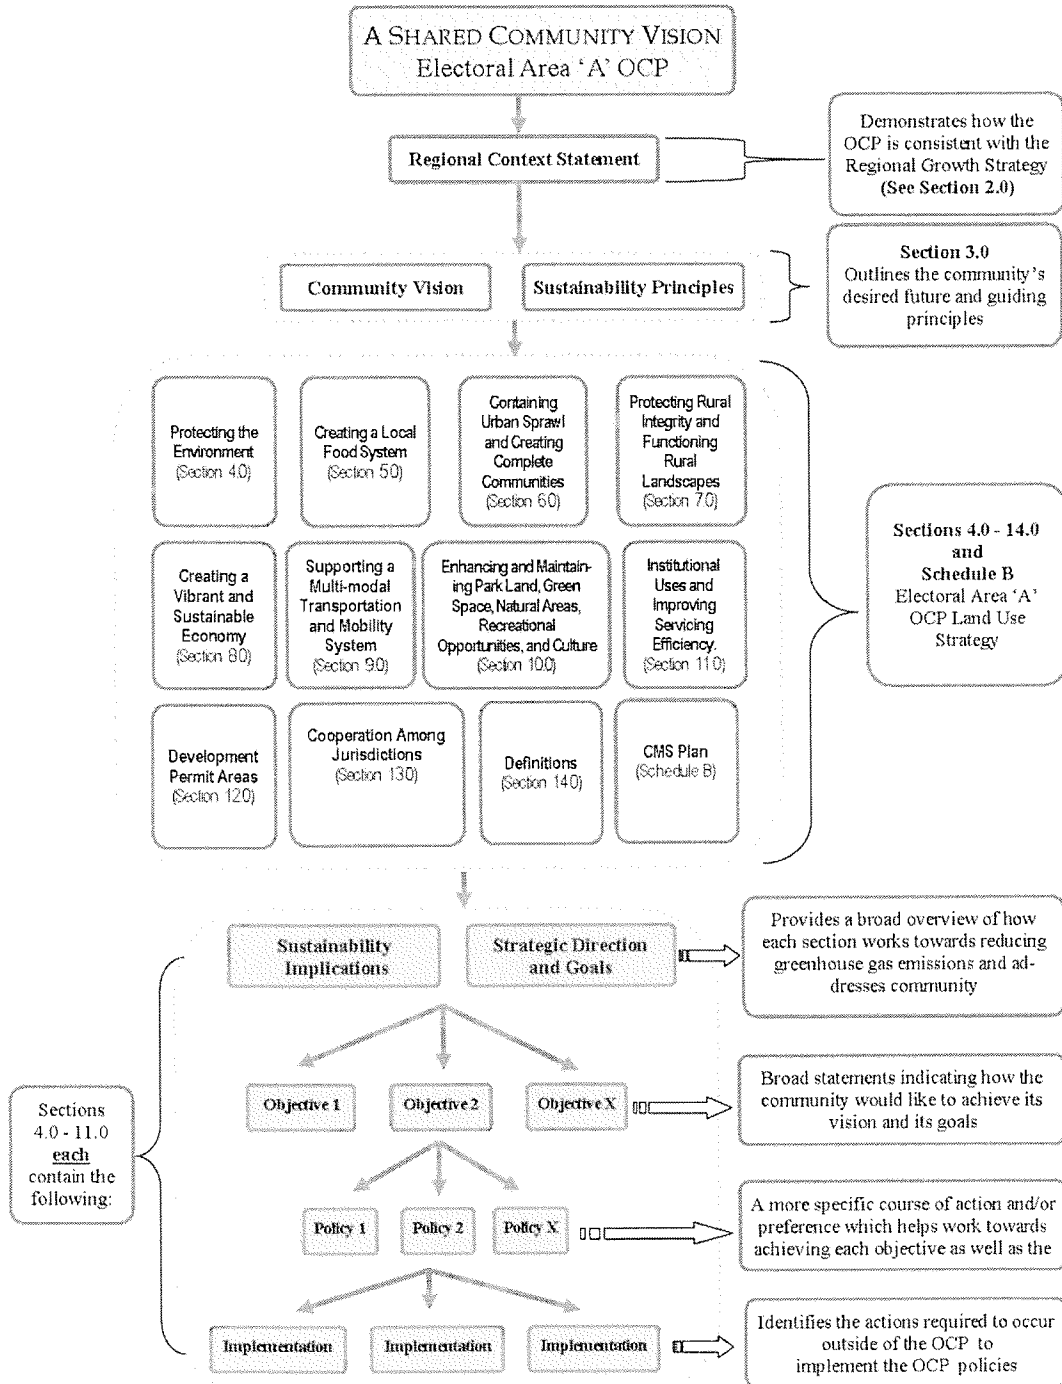 A SHARED COMMUNITY VISION
Electoral Area ‘A’ OCP
Regional Context Statement
Demonstrates how the
OCP is consistent with the
Regional Growth Strategy
(See Section 2.0)
Community Vision
Sustainability Principles
Section 3.0
Outlines the community’s
desired future and guiding
principles
Protecting the
Environment
(Section 4.0)
Creating a Local
Food System
(Section 5.0)
Containing
Urban Sprawl
and Creating
Complete
Communities
(Section 6.0)
Protecting Rural
Integrity and
Functioning
Rural
Landscapes
(Section 7.0)
Creating a
Vibrant and
Sustainable
Economy
(Section 8.0)
Supporting a
Multi-modal
Transportation
and Mobility
System
(Section 9.0)
Enhancing and Maintain-
ing Park Land, Green
Space, Natural Areas,
Recreational
Opportunities, and Culture
(Section 10.0)
Institutional
Uses and
Improving
Servicing
Efficiency.
(Section 11.0)
Development
Permit Areas
(Section 12.0)
Cooperation Among
Jurisdictions
(Section 13.0)
Definitions
(Section 14.0)
CMS Plan
(Schedule B)
Sections 4.0 - 14.0
and
Schedule B
Electoral Area ‘A’
OCP Land Use
Strategy
Sustainability
Implications
Strategic Direction
and Goals
Provides a broad overview of how
each section works towards reducing
greenhouse gas emissions and ad-
dresses community
Sections
4.0 - 11.0
each
contain the
following:
Objective 1
Objective 2
Objective X
Broad statements indicating how the
community would like to achieve its
vision and its goals
Policy 1
Policy 2
Policy X
A more specific course of action and/or
preference which helps work towards
achieving each objective as well as the
Implementation
Implementation
Implementation
Identifies the actions required to occur
outside of the OCP to
implement the OCP policies